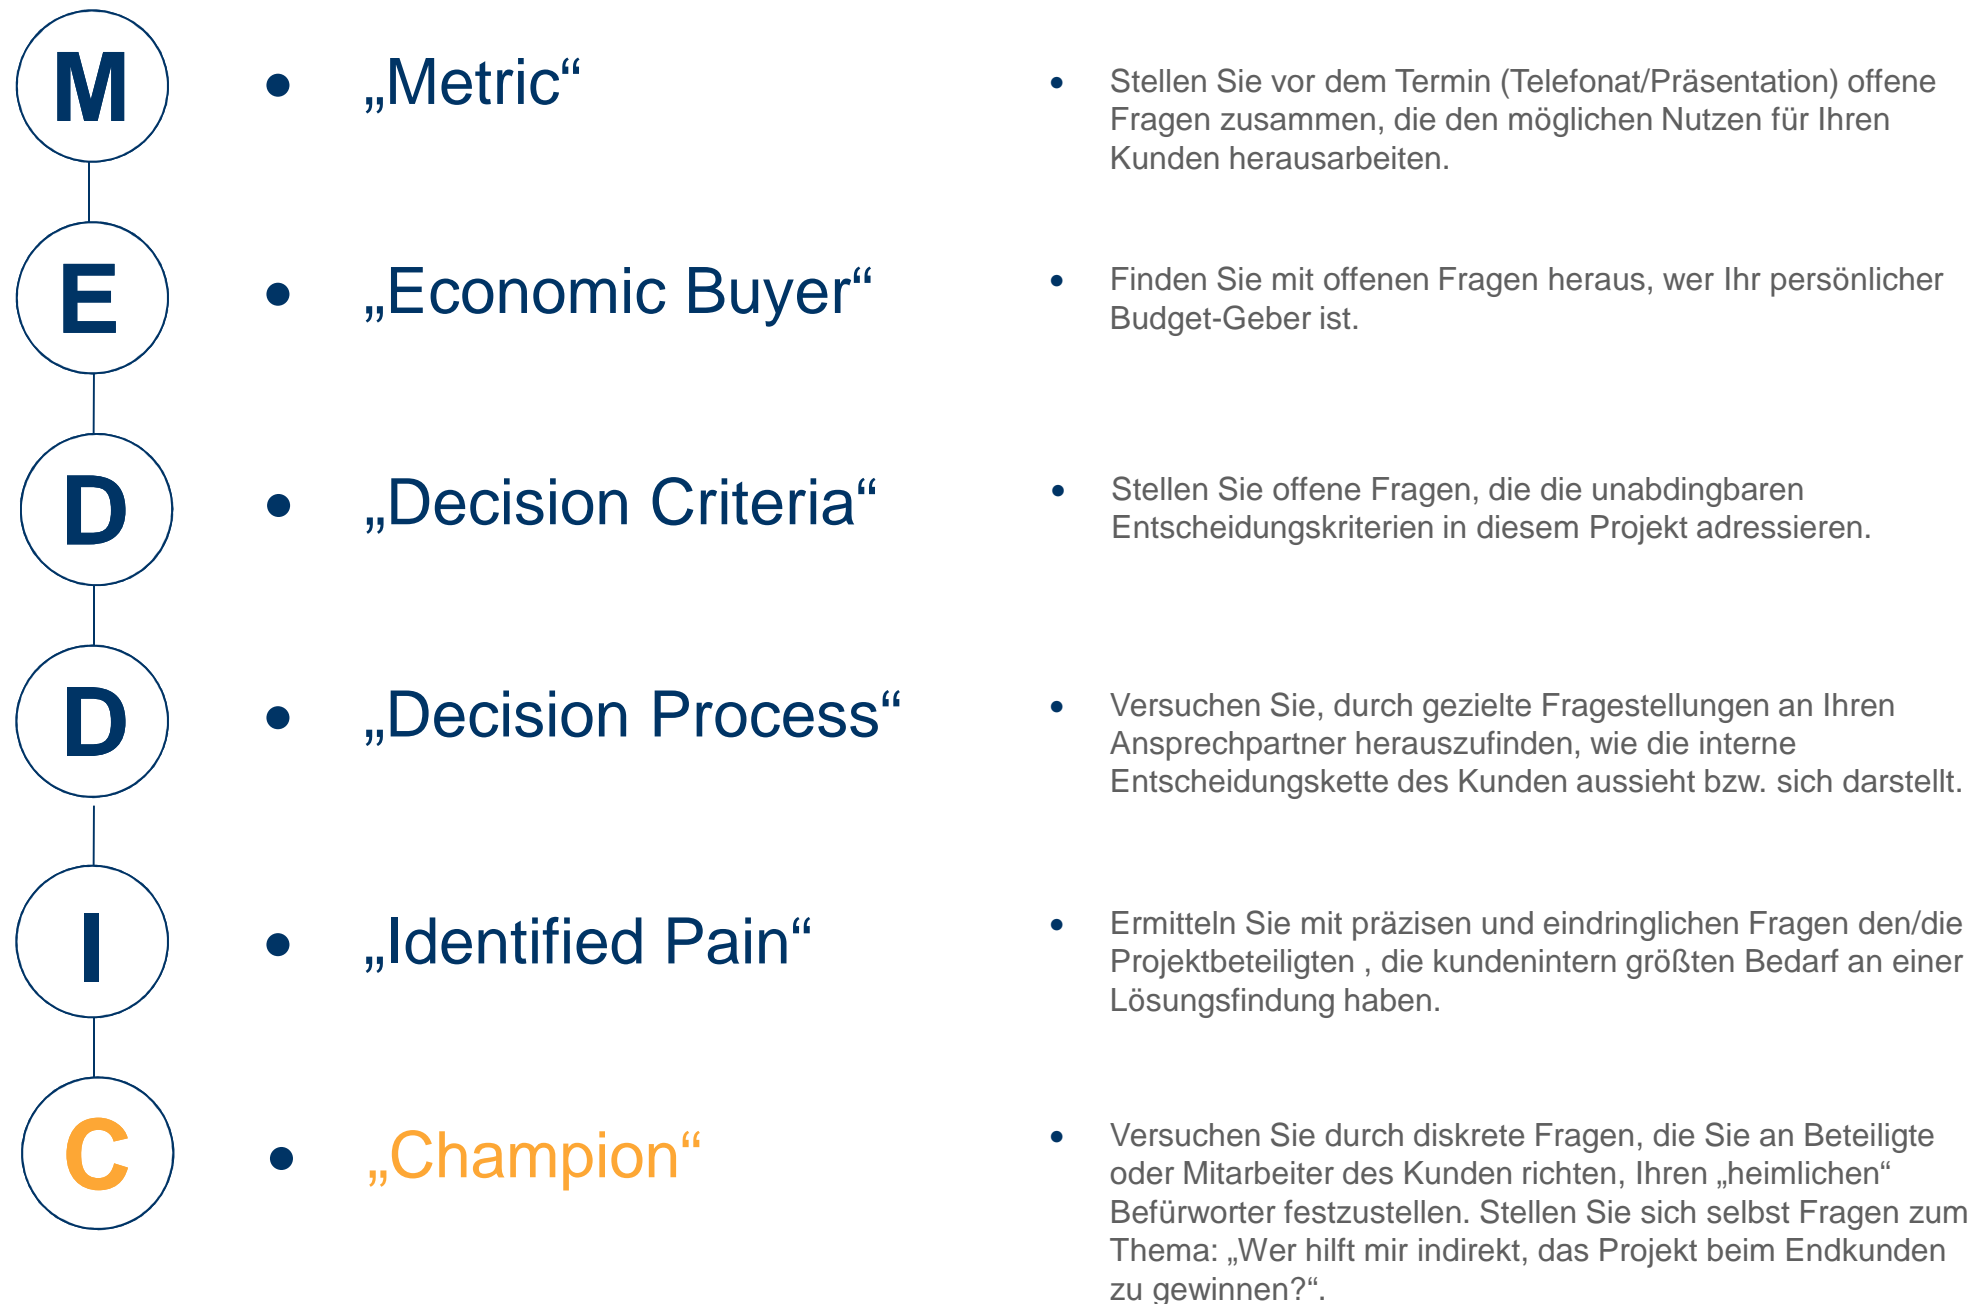 M
• „Metric“
• Stellen Sie vor dem Termin (Telefonat/Präsentation) offene
Fragen zusammen, die den möglichen Nutzen für Ihren
Kunden herausarbeiten.
E
• „Economic Buyer“
• Finden Sie mit offenen Fragen heraus, wer Ihr persönlicher
Budget-Geber ist.
D
• „Decision Criteria“
• Stellen Sie offene Fragen, die die unabdingbaren
Entscheidungskriterien in diesem Projekt adressieren.
D
• „Decision Process“
• Versuchen Sie, durch gezielte Fragestellungen an Ihren
Ansprechpartner herauszufinden, wie die interne
Entscheidungskette des Kunden aussieht bzw. sich darstellt.
I
• „Identified Pain“
• Ermitteln Sie mit präzisen und eindringlichen Fragen den/die
Projektbeteiligten , die kundenintern größten Bedarf an einer
Lösungsfindung haben.
C
• „Champion“
• Versuchen Sie durch diskrete Fragen, die Sie an Beteiligte
oder Mitarbeiter des Kunden richten, Ihren „heimlichen“
Befürworter festzustellen. Stellen Sie sich selbst Fragen zum
Thema: „Wer hilft mir indirekt, das Projekt beim Endkunden
zu gewinnen?“.